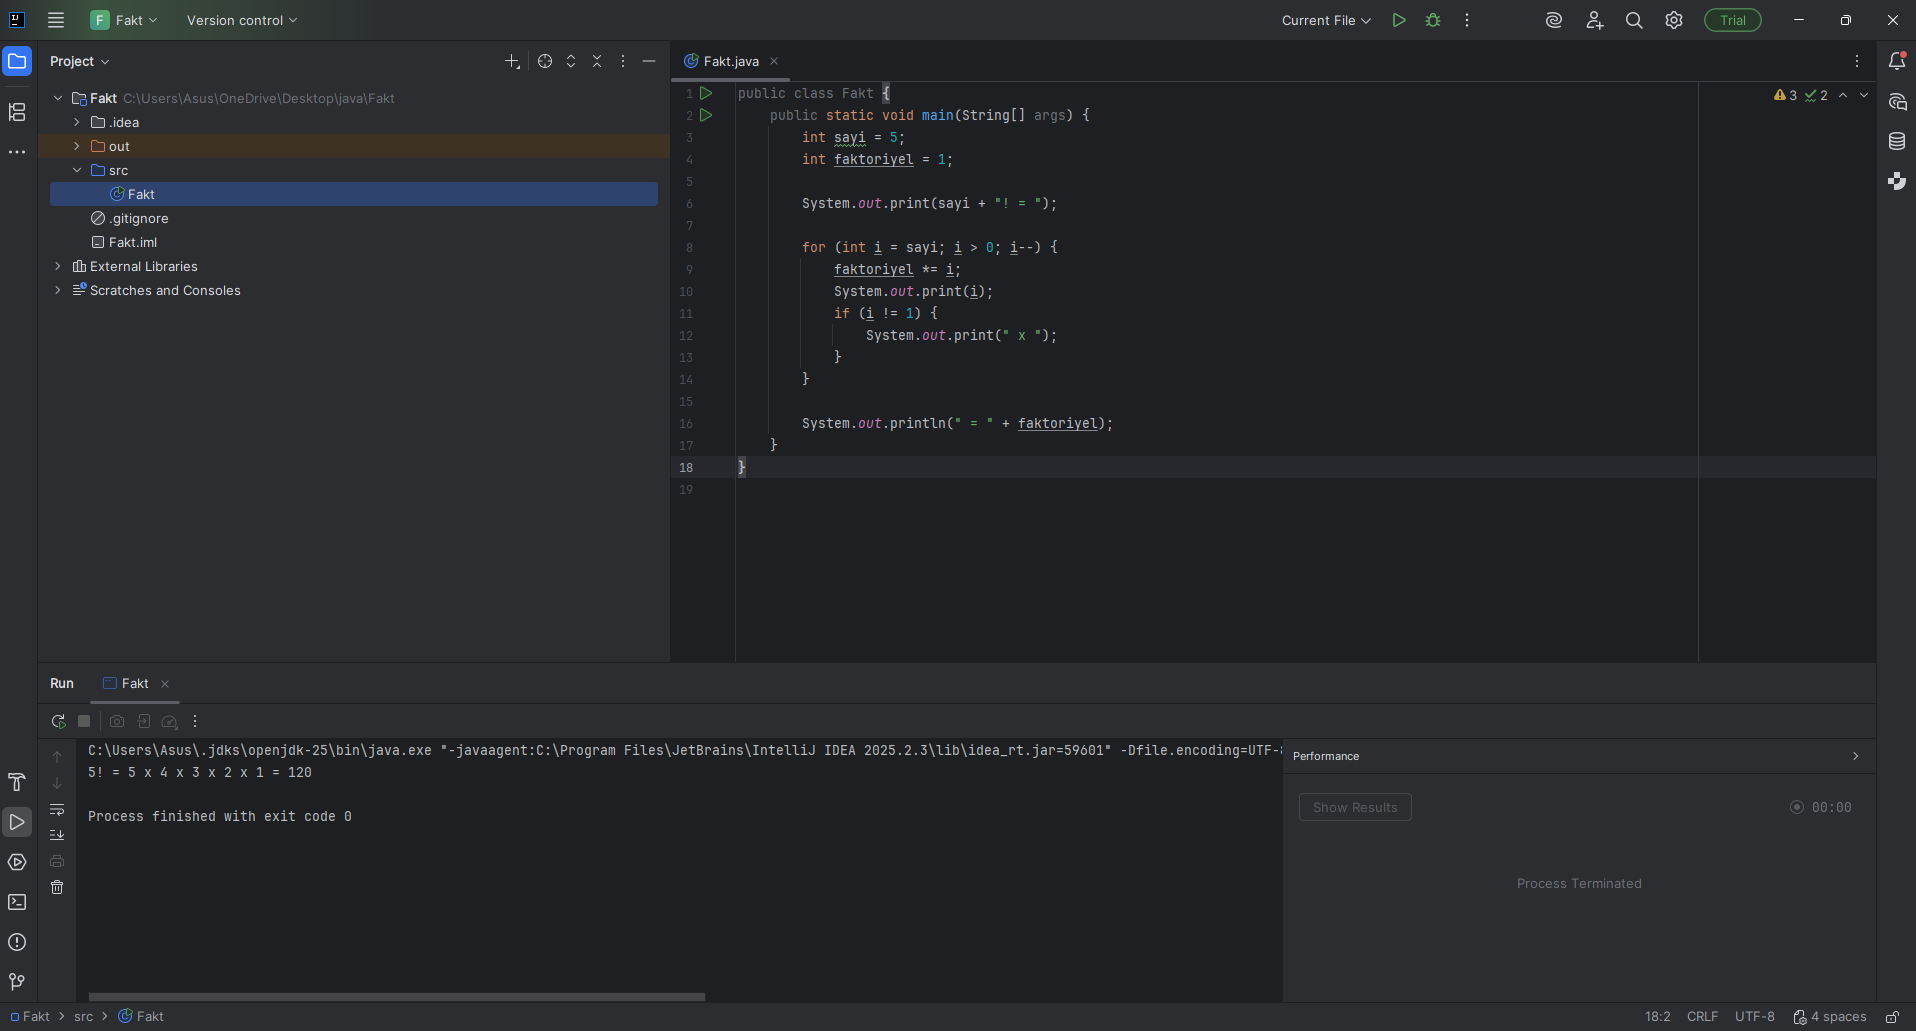 F Fakt Version control Current File Trial
Project
Fakt C:\Users\Asus\OneDrive\Desktop\java\Fakt
.idea
out
src
Fakt
.gitignore
Fakt.iml
External Libraries
Scratches and Consoles
Fakt.java
3 2
1 public class Fakt {
2 public static void main(String[] args) {
3 int sayi = 5;
4 int faktoriyel = 1;
5
6 System.out.print(sayi + "! = ");
7
8 for (int i = sayi; i > 0; i--) {
9 faktoriyel *= i;
10 System.out.print(i);
11 if (i != 1) {
12 System.out.print(" x ");
13 }
14 }
15
16 System.out.println(" = " + faktoriyel);
17 }
18 }
19
Run Fakt
C:\Users\Asus\.jdks\openjdk-25\bin\java.exe "-javaagent:C:\Program Files\JetBrains\IntelliJ IDEA 2025.2.3\lib\idea_rt.jar=59601" -Dfile.encoding=UTF-8
5! = 5 x 4 x 3 x 2 x 1 = 120
Process finished with exit code 0
Performance
Show Results 00:00
Process Terminated
Fakt src Fakt 18:2 CRLF UTF-8 4 spaces